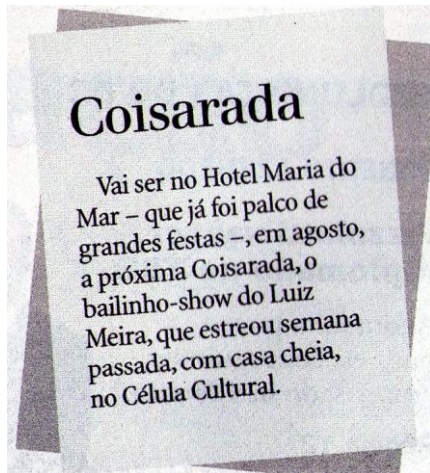 Coisarada
Vai ser no Hotel Maria do
Mar – que já foi palco de
grandes festas –, em agosto,
a próxima Coisarada, o
bailinho-show do Luiz
Meira, que estreou semana
passada, com casa cheia,
no Célula Cultural.